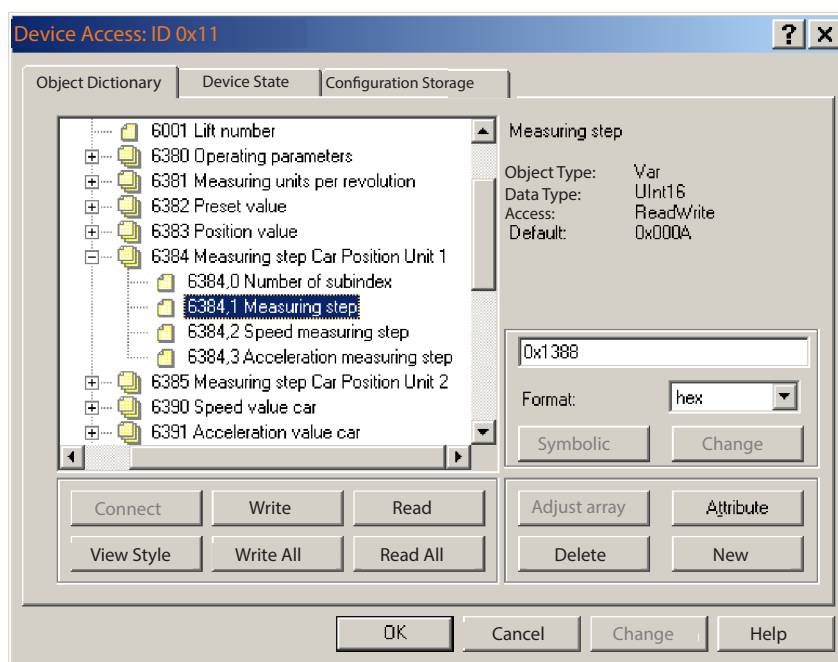 Device Access: ID 0x11
Object Dictionary Device State Configuration Storage
6001 Lift number
6380 Operating parameters
6381 Measuring units per revolution
6382 Preset value
6383 Position value
6384 Measuring step Car Position Unit 1
6384,0 Number of subindex
6384,1 Measuring step
6384,2 Speed measuring step
6384,3 Acceleration measuring step
6385 Measuring step Car Position Unit 2
6390 Speed value car
6391 Acceleration value car
Measuring step
Object Type: Var
Data Type: UInt16
Access: ReadWrite
Default: 0x000A
0x1388
Format: hex
Symbolic Change
Connect Write Read
View Style Write All Read All
Adjust array Attribute
Delete New
OK Cancel Change Help